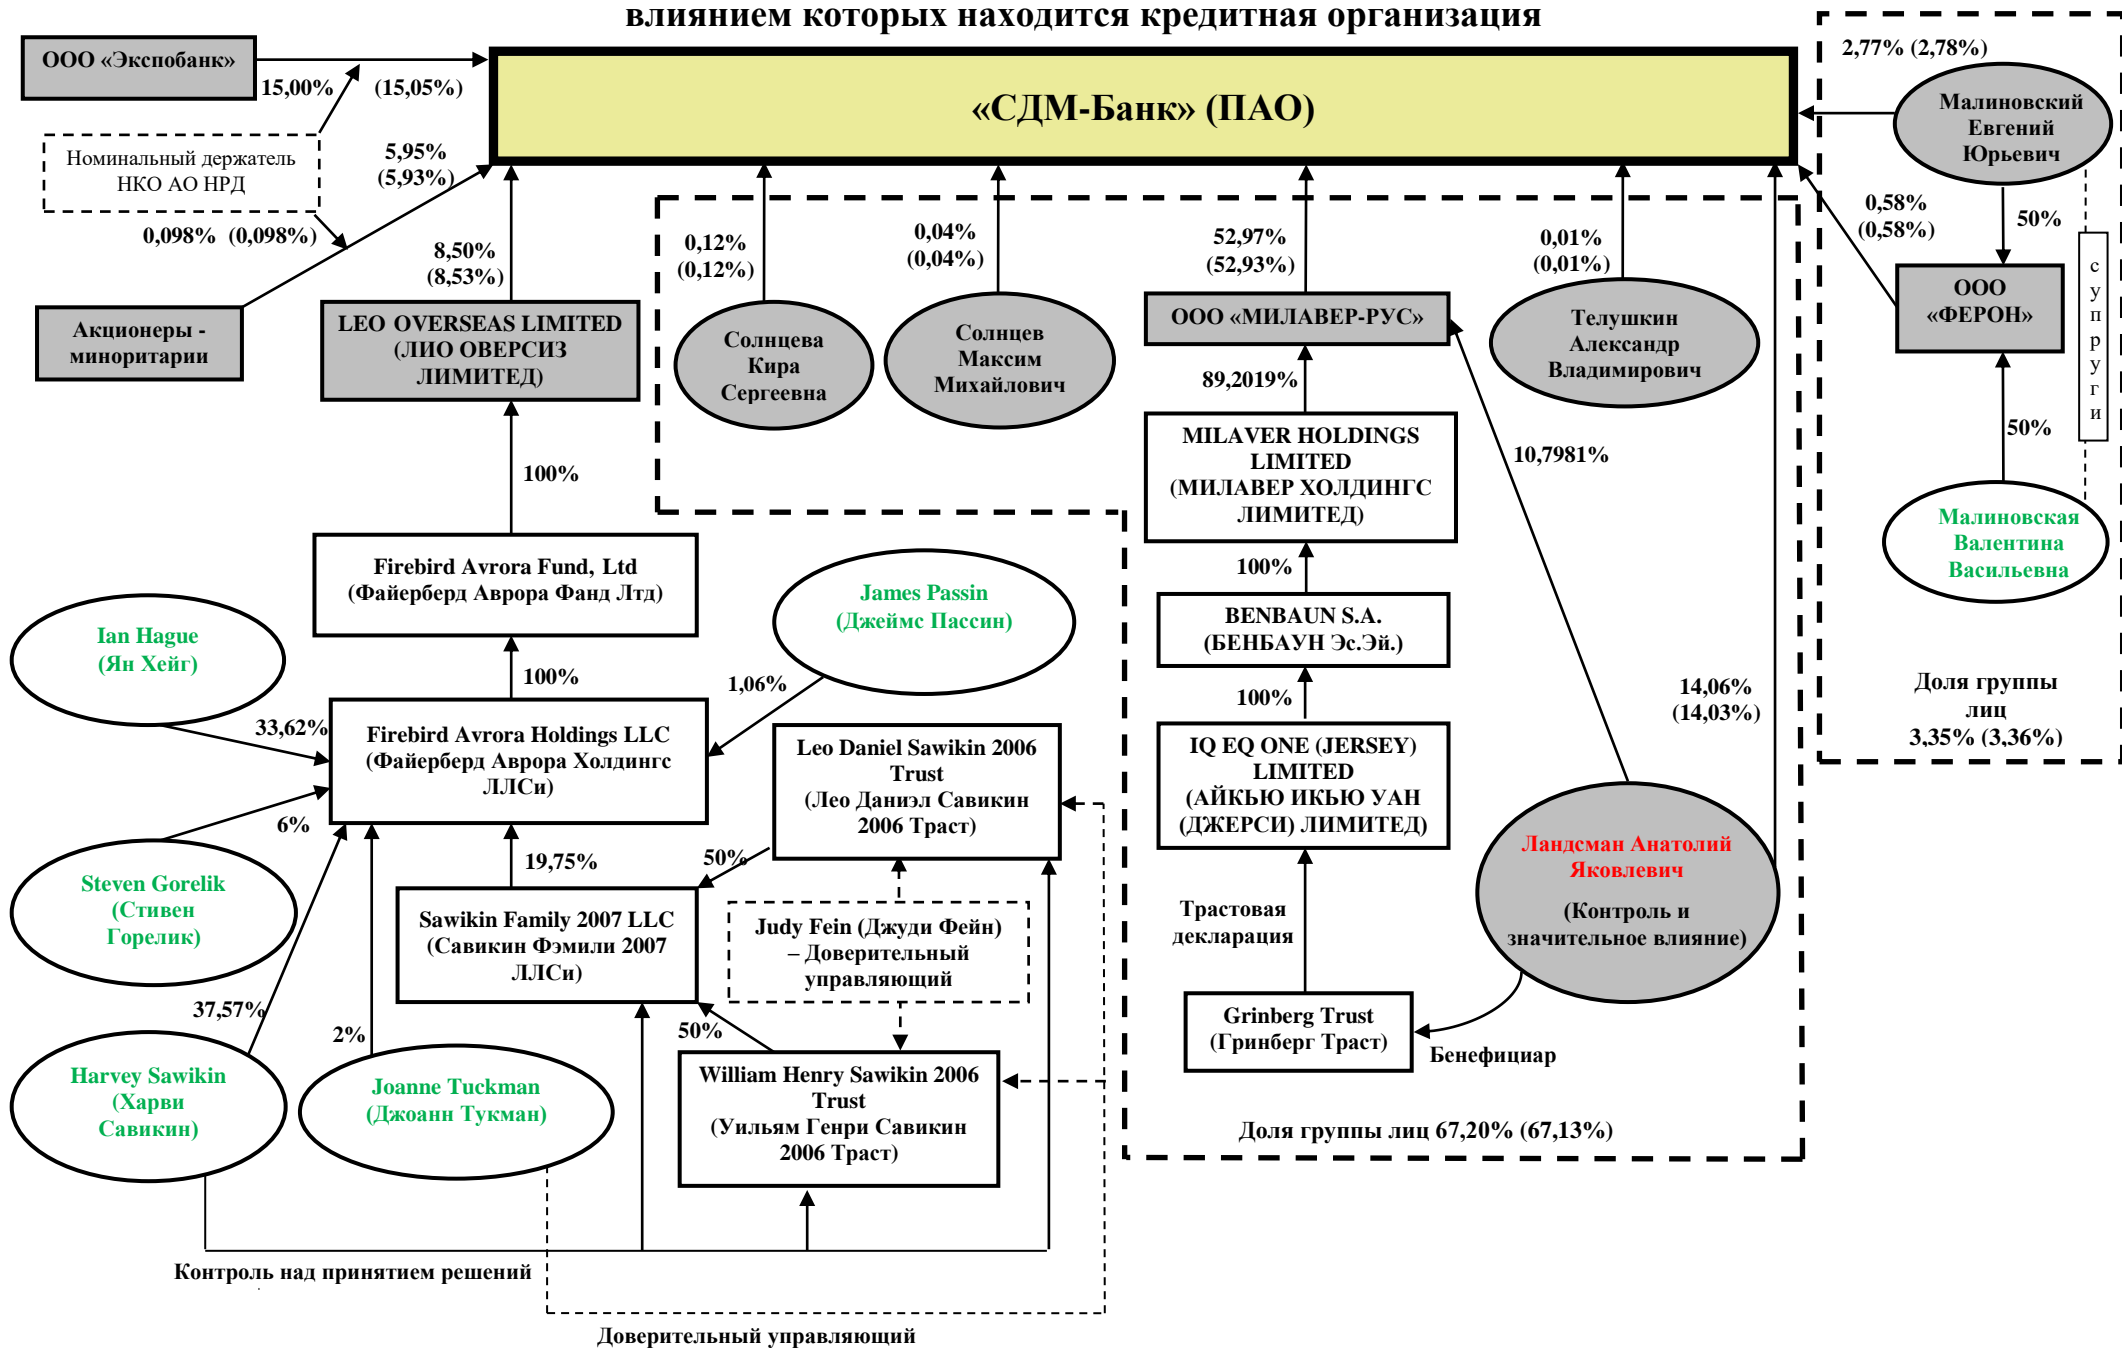 влиянием которых находится кредитная организация
ООО «Экспобанк»
15,00%
(15,05%)
«СДМ-Банк» (ПАО)
2,77% (2,78%)
Малиновский
Евгений
Юрьевич
Номинальный держатель
НКО АО НРД
5,95%
(5,93%)
0,098% (0,098%)
8,50%
(8,53%)
0,12%
(0,12%)
0,04%
(0,04%)
52,97%
(52,93%)
0,01%
(0,01%)
0,58%
(0,58%)
50%
супруги
ООО
«ФЕРОН»
Акционеры -
миноритарии
LEO OVERSEAS LIMITED
(ЛИО ОВЕРСИЗ
ЛИМИТЕД)
Солнцева
Кира
Сергеевна
Солнцев
Максим
Михайлович
ООО «МИЛАВЕР-РУС»
Телушкин
Александр
Владимирович
89,2019%
50%
100%
MILAVER HOLDINGS
LIMITED
(МИЛАВЕР ХОЛДИНГС
ЛИМИТЕД)
10,7981%
Малиновская
Валентина
Васильевна
Firebird Avrora Fund, Ltd
(Файерберд Аврора Фанд Лтд)
James Passin
(Джеймс Пассин)
100%
BENBAUN S.A.
(БЕНБАУН Эс.Эй.)
Ian Hague
(Ян Хейг)
100%
1,06%
100%
14,06%
(14,03%)
Доля группы
лиц
3,35% (3,36%)
33,62%
Firebird Avrora Holdings LLC
(Файерберд Аврора Холдингс
ЛЛСи)
Leo Daniel Sawikin 2006
Trust
(Лео Даниэл Савикин
2006 Траст)
IQ EQ ONE (JERSEY)
LIMITED
(АЙКЬЮ ИКЬЮ УАН
(ДЖЕРСИ) ЛИМИТЕД)
6%
19,75%
50%
Ландсман Анатолий
Яковлевич
(Контроль и
значительное влияние)
Steven Gorelik
(Стивен
Горелик)
Sawikin Family 2007 LLC
(Савикин Фэмили 2007
ЛЛСи)
Judy Fein (Джуди Фейн)
– Доверительный
управляющий
Трастовая
декларация
37,57%
2%
50%
Grinberg Trust
(Гринберг Траст)
Бенефициар
Harvey Sawikin
(Харви
Савикин)
Joanne Tuckman
(Джоанн Тукман)
William Henry Sawikin 2006
Trust
(Уильям Генри Савикин
2006 Траст)
Доля группы лиц 67,20% (67,13%)
Контроль над принятием решений
Доверительный управляющий